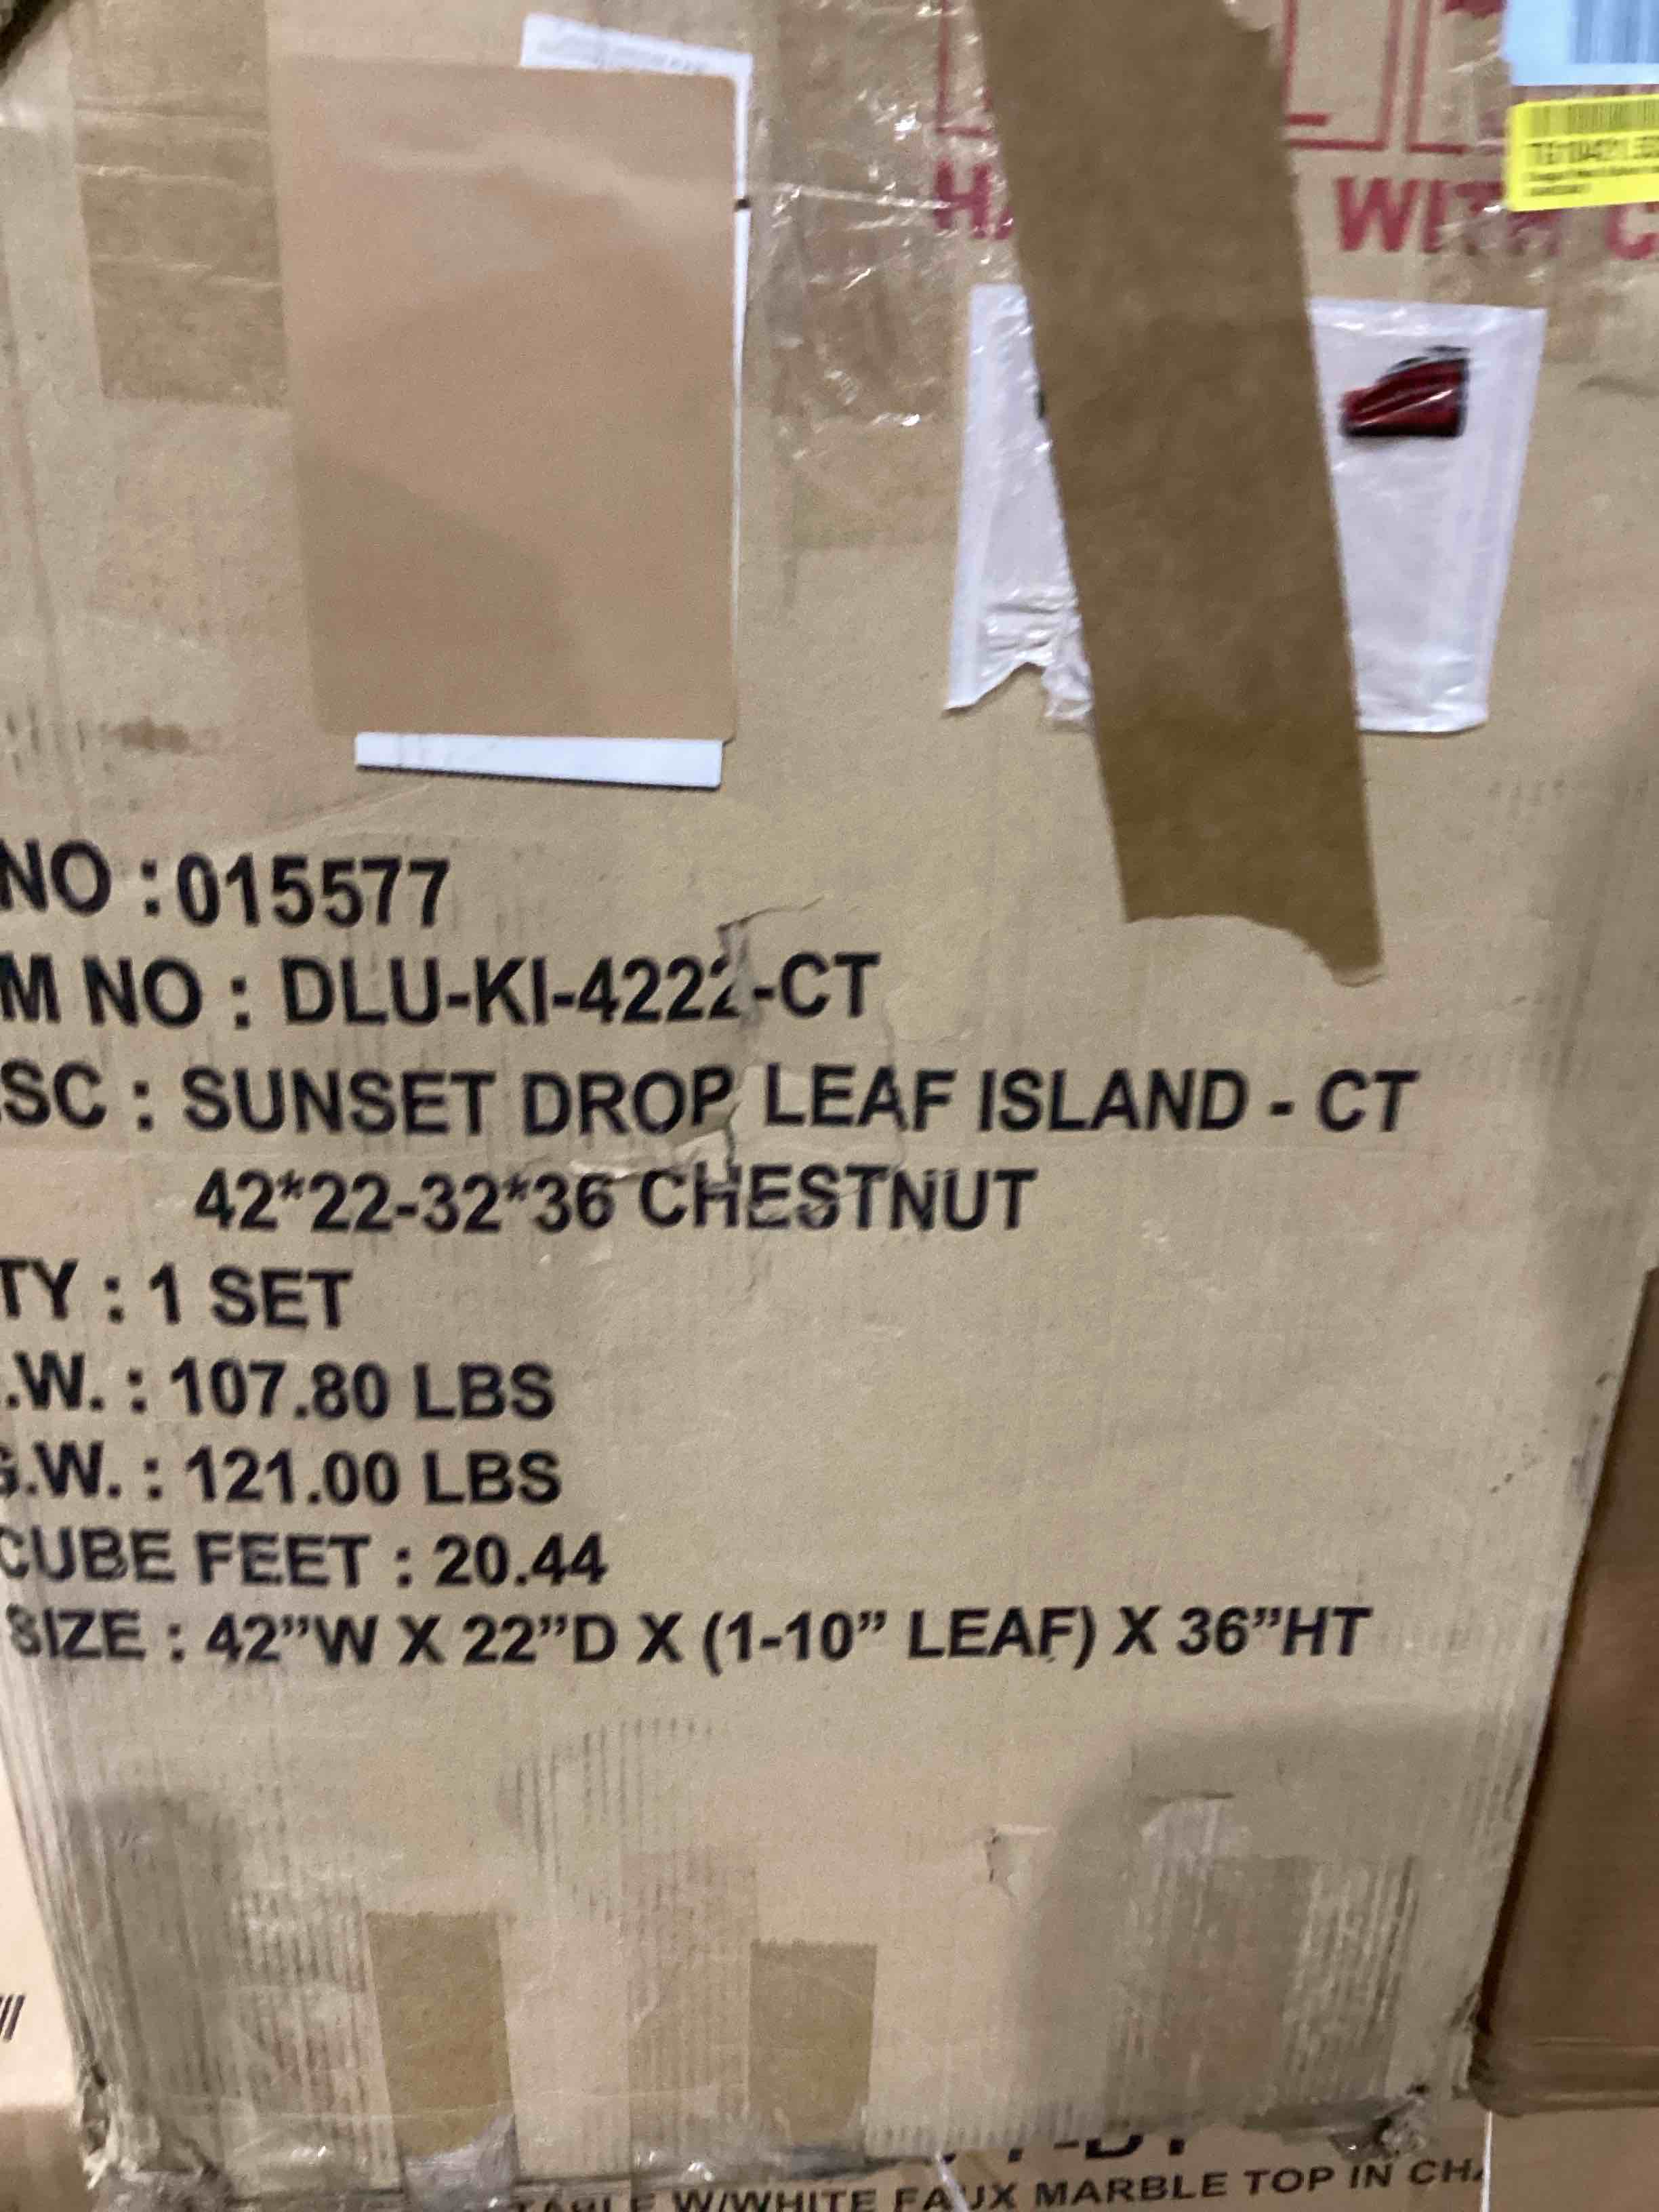 WITH C
NO : 015577
M NO : DLU-KI-4222-CT
SC : SUNSET DROP LEAF ISLAND - CT
42*22-32*36 CHESTNUT
TY : 1 SET
.W. : 107.80 LBS
G.W. : 121.00 LBS
CUBE FEET : 20.44
SIZE : 42”W X 22”D X (1-10” LEAF) X 36”HT
W/WHITE FAUX MARBLE TOP IN CHA